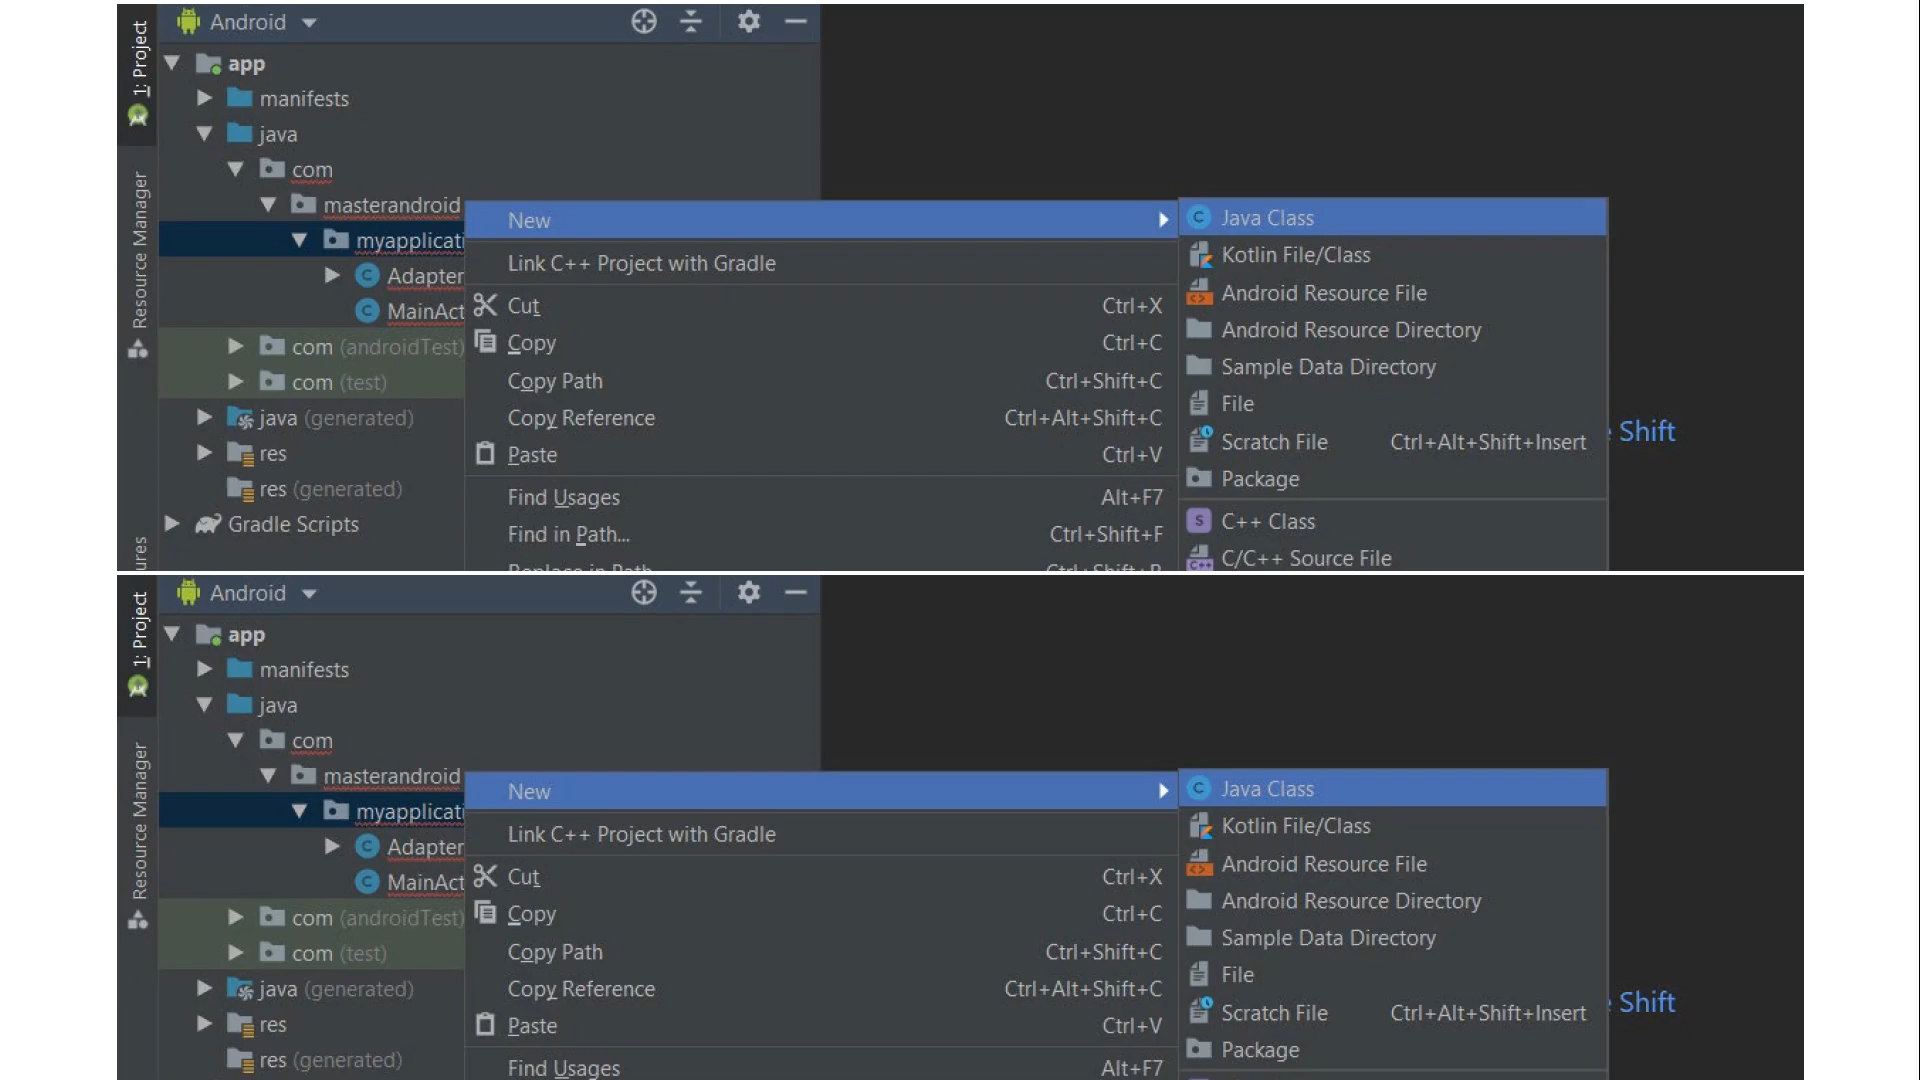 1: Project
Resource Manager
ures
Android
app
manifests
java
com
masterandroid
myapplicati
Adapter
MainAct
com (androidTest)
com (test)
java (generated)
res
res (generated)
Gradle Scripts
New
Link C++ Project with Gradle
Cut Ctrl+X
Copy Ctrl+C
Copy Path Ctrl+Shift+C
Copy Reference Ctrl+Alt+Shift+C
Paste Ctrl+V
Find Usages Alt+F7
Find in Path... Ctrl+Shift+F
Java Class
Kotlin File/Class
Android Resource File
Android Resource Directory
Sample Data Directory
File
Scratch File Ctrl+Alt+Shift+Insert
Package
C++ Class
C/C++ Source File
Shift
1: Project
Resource Manager
Android
app
manifests
java
com
masterandroid
myapplicati
Adapter
MainAct
com (androidTest)
com (test)
java (generated)
res
res (generated)
New
Link C++ Project with Gradle
Cut Ctrl+X
Copy Ctrl+C
Copy Path Ctrl+Shift+C
Copy Reference Ctrl+Alt+Shift+C
Paste Ctrl+V
Find Usages Alt+F7
Java Class
Kotlin File/Class
Android Resource File
Android Resource Directory
Sample Data Directory
File
Scratch File Ctrl+Alt+Shift+Insert
Package
Shift